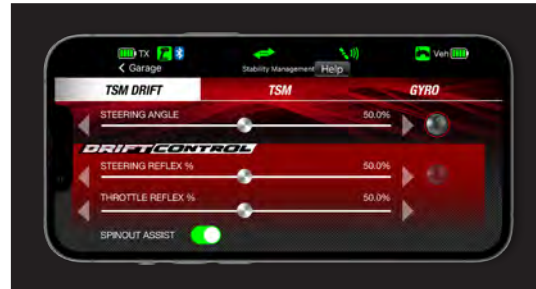 TX
Veh
< Garage
Stability Management Help
TSM DRIFT
TSM
GYRO
STEERING ANGLE 50.0%
DRIFT CONTROL
STEERING REFLEX % 50.0%
THROTTLE REFLEX % 50.0%
SPINOUT ASSIST